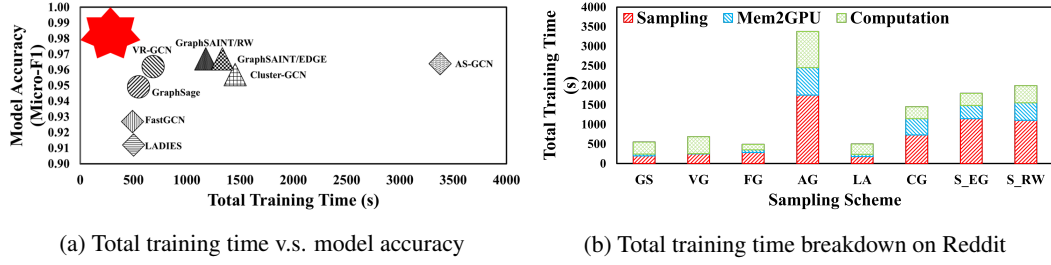 1.00
0.99
0.98
0.97
0.96
0.95
0.94
0.93
0.92
0.91
0.90
Model Accuracy
(Micro-F1)
GraphSAINT/RW
VR-GCN
GraphSAINT/EDGE
AS-GCN
Cluster-GCN
GraphSage
FastGCN
LADIES
0 500 1000 1500 2000 2500 3000 3500 4000
Total Training Time (s)
(a) Total training time v.s. model accuracy
Sampling Mem2GPU Computation
4000
3500
3000
2500
2000
1500
1000
500
0
Total Training Time
(s)
GS VG FG AG LA CG S_EG S_RW
Sampling Scheme
(b) Total training time breakdown on Reddit